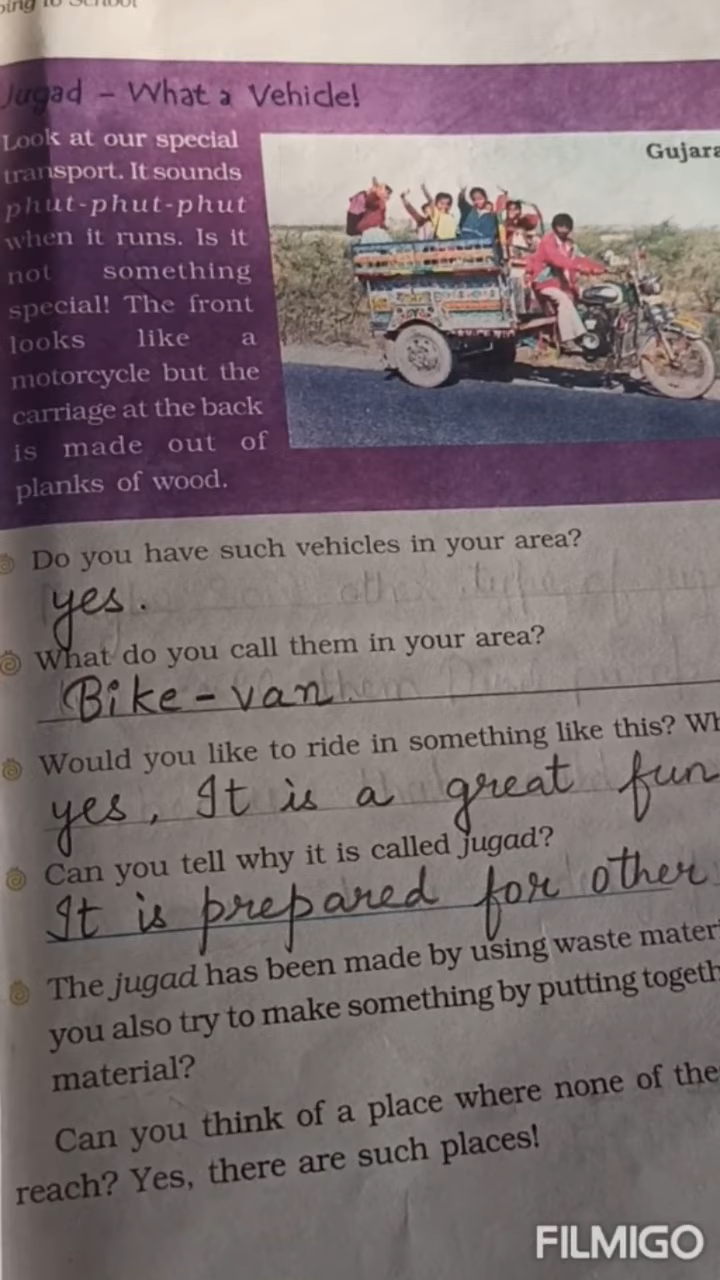 to School
Jugad - What a Vehicle!
Look at our special
transport. It sounds
phut-phut-phut
when it runs. Is it
not something
special! The front
looks like a
motorcycle but the
carriage at the back
is made out of
planks of wood.
Gujara
Do you have such vehicles in your area?
yes.
What do you call them in your area?
Bike-van
Would you like to ride in something like this? Wh
yes, It is a great fun
Can you tell why it is called jugad?
It is prepared for other
The jugad has been made by using waste materi
you also try to make something by putting togeth
material?
Can you think of a place where none of the
reach? Yes, there are such places!
FILMIGO